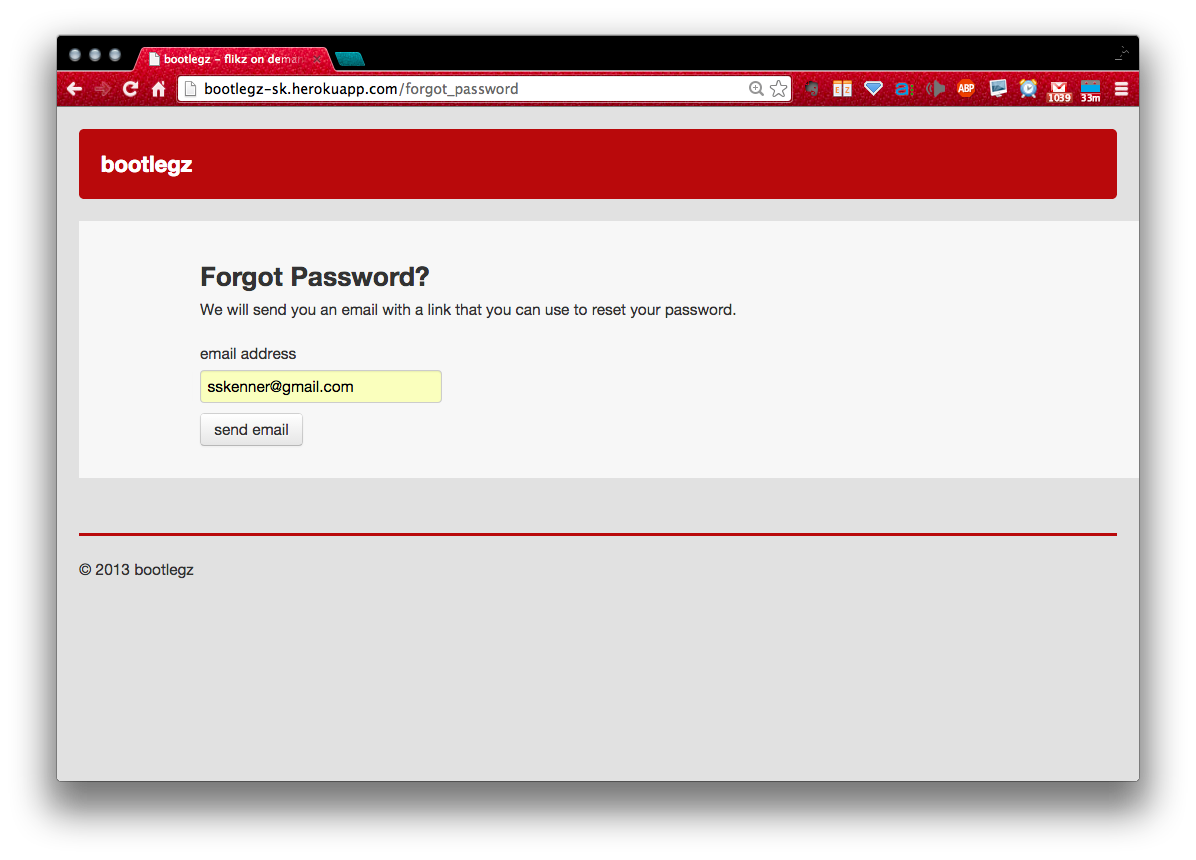 bootlegz – flikz on deman
bootlegz-sk.herokuapp.com/forgot_password
E Z
a
ABP
1039
33m
bootlegz
Forgot Password?
We will send you an email with a link that you can use to reset your password.
email address
sskenner@gmail.com
send email
© 2013 bootlegz